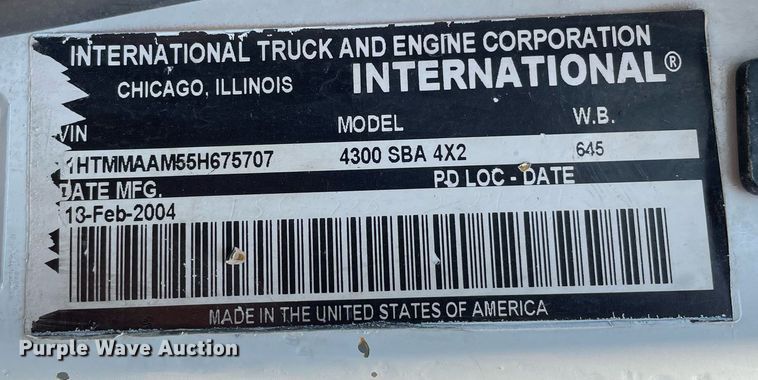 INTERNATIONAL TRUCK AND ENGINE CORPORATION
CHICAGO, ILLINOIS INTERNATIONAL®
VIN MODEL W.B.
1HTMMAAM55H675707 4300 SBA 4X2 645
DATE MFG. PD LOC - DATE
13-Feb-2004
MADE IN THE UNITED STATES OF AMERICA
Purple Wave Auction